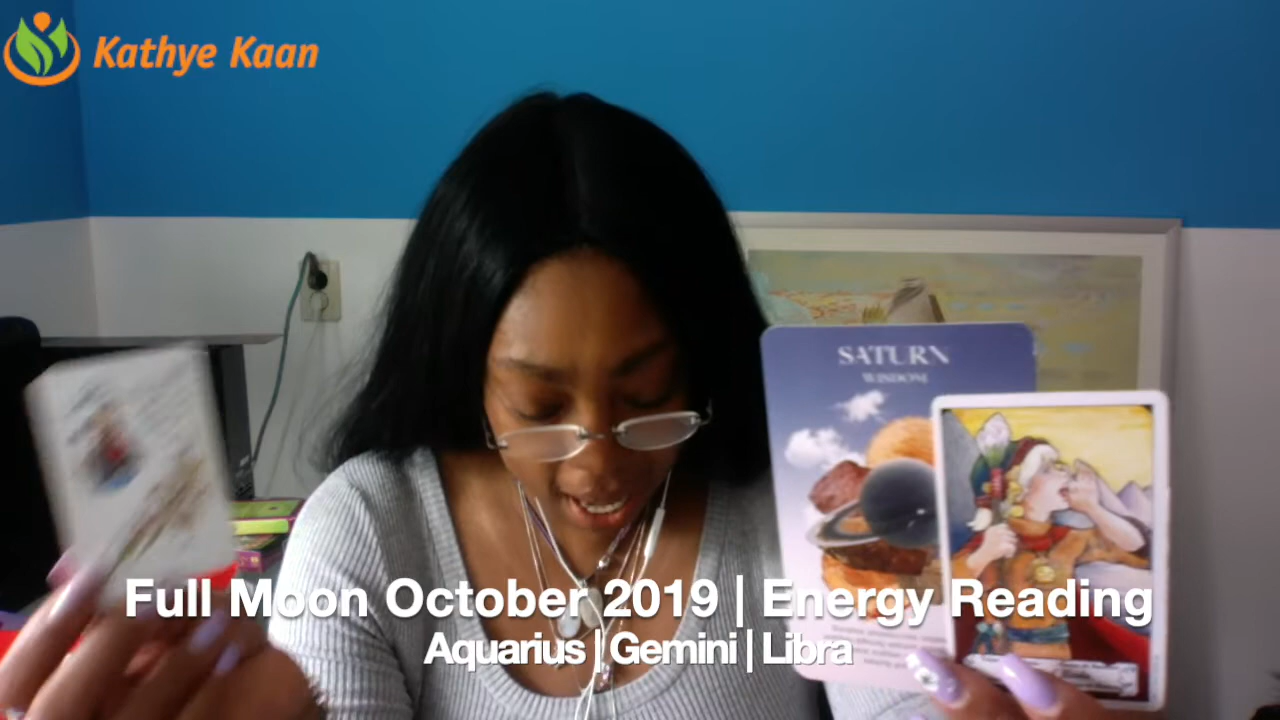 Kathye Kaan
SATURN
WISDOM
Full Moon October 2019 | Energy Reading
Aquarius | Gemini | Libra